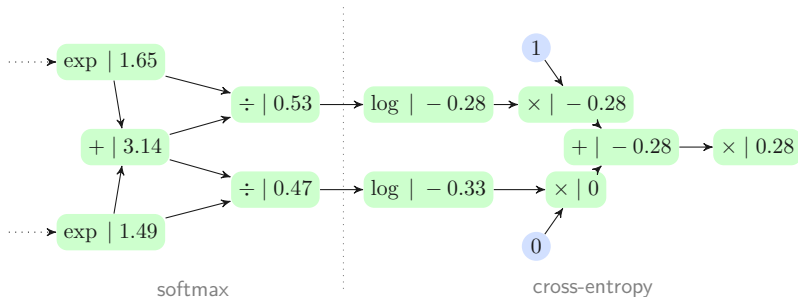 1
exp | 1.65
÷ | 0.53
log | − 0.28
× | − 0.28
+ | 3.14
+ | − 0.28
× | 0.28
÷ | 0.47
log | − 0.33
× | 0
exp | 1.49
0
softmax
cross-entropy